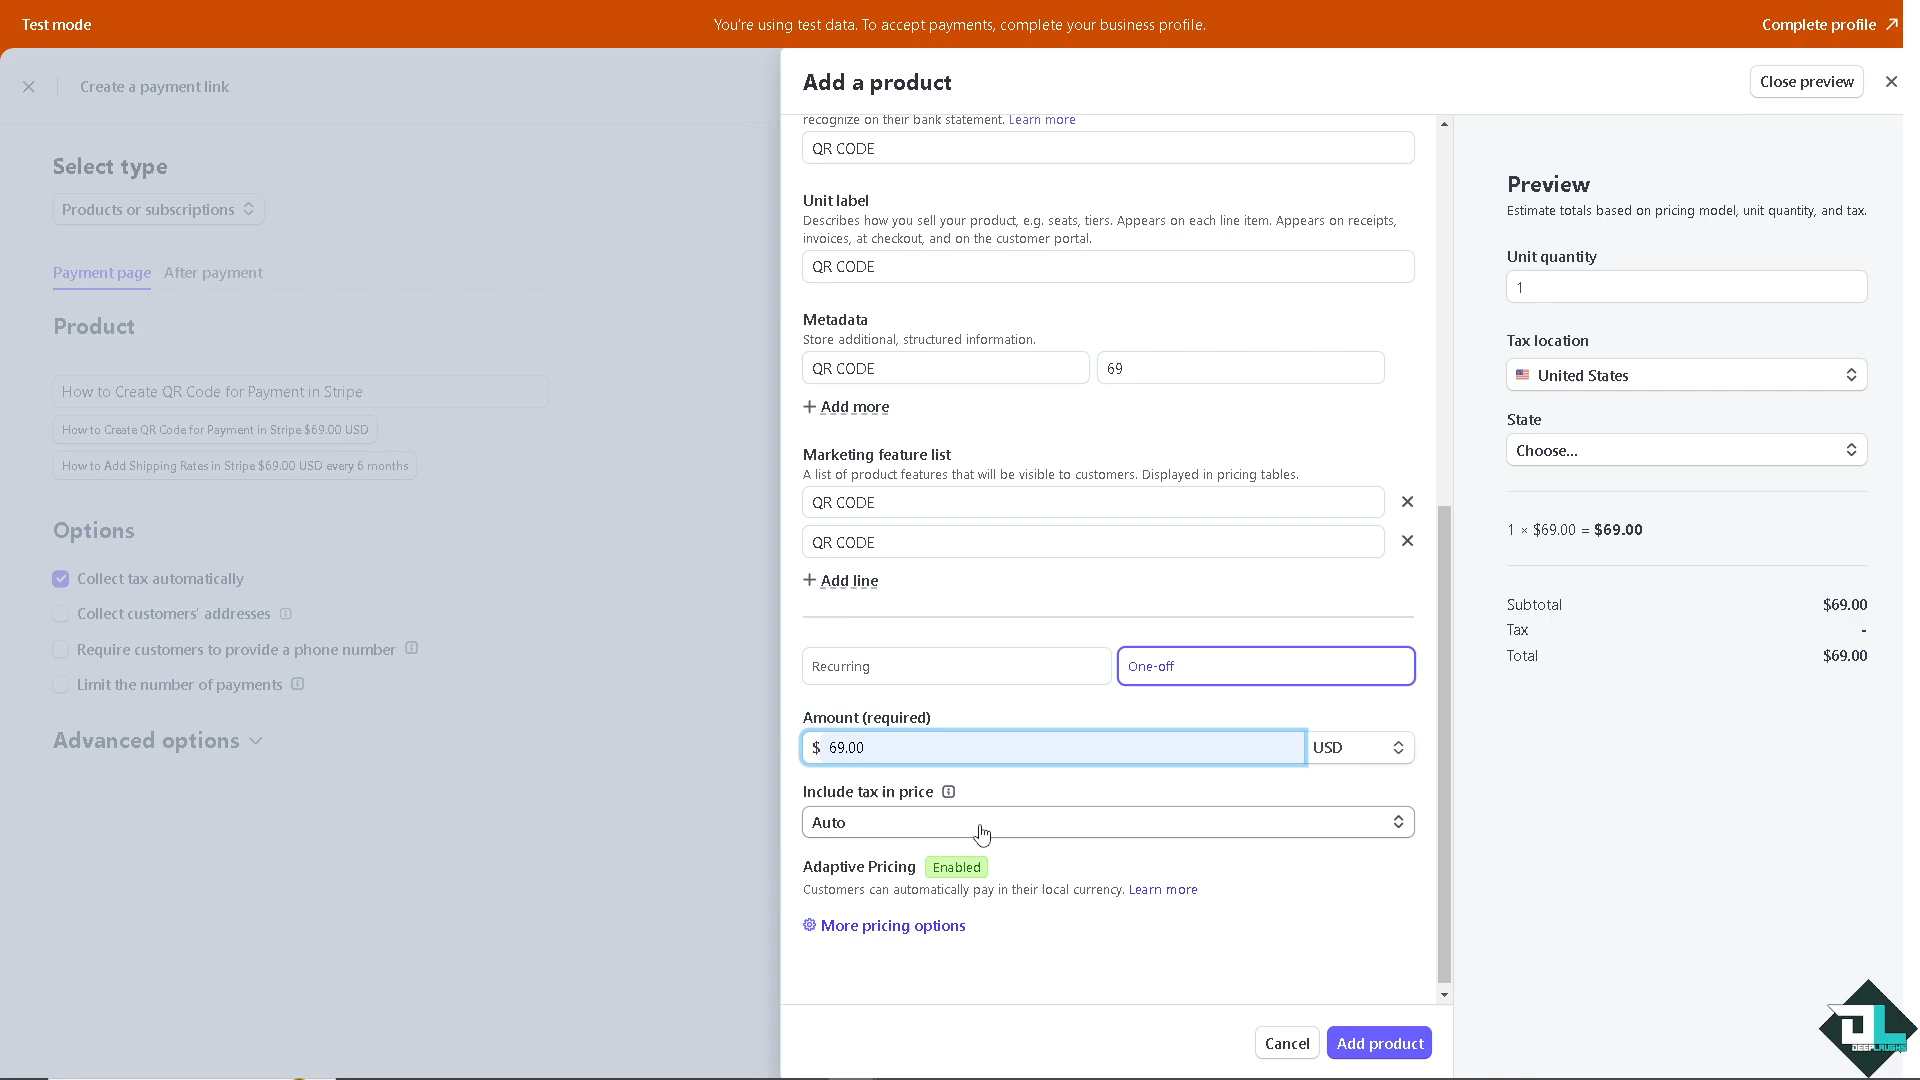 Test mode
You're using test data. To accept payments, complete your business profile.
Complete profile
Create a payment link
Select type
Products or subscriptions
Payment page
After payment
Product
How to Create QR Code for Payment in Stripe
How to Create QR Code for Payment in Stripe $69.00 USD
How to Add Shipping Rates in Stripe $69.00 USD every 6 months
Options
Collect tax automatically
Collect customers' addresses
Require customers to provide a phone number
Limit the number of payments
Advanced options
Add a product
Close preview
recognize on their bank statement. Learn more
QR CODE
Unit label
Describes how you sell your product, e.g. seats, tiers. Appears on each line item. Appears on receipts,
invoices, at checkout, and on the customer portal.
QR CODE
Metadata
Store additional, structured information.
QR CODE
69
Add more
Marketing feature list
A list of product features that will be visible to customers. Displayed in pricing tables.
QR CODE
QR CODE
Add line
Recurring
One-off
Amount (required)
$ 69.00
USD
Include tax in price
Auto
Adaptive Pricing
Enabled
Customers can automatically pay in their local currency. Learn more
More pricing options
Cancel
Add product
Preview
Estimate totals based on pricing model, unit quantity, and tax.
Unit quantity
1
Tax location
United States
State
Choose...
1 × $69.00 = $69.00
Subtotal
$69.00
Tax
-
Total
$69.00
DEEPLAUGHS